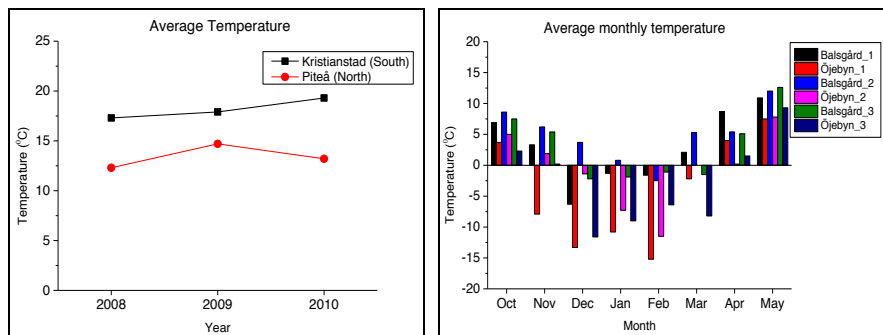 Average Temperature
25
20
15
10
5
0
Temperature (⁰C)
Kristianstad (South)
Piteå (North)
2008 2009 2010
Year
Average monthly temperature
20
15
10
5
0
-5
-10
-15
-20
Temperature (⁰C)
Balsgård_1
Öjebyn_1
Balsgård_2
Öjebyn_2
Balsgård_3
Öjebyn_3
Oct Nov Dec Jan Feb Mar Apr May
Month